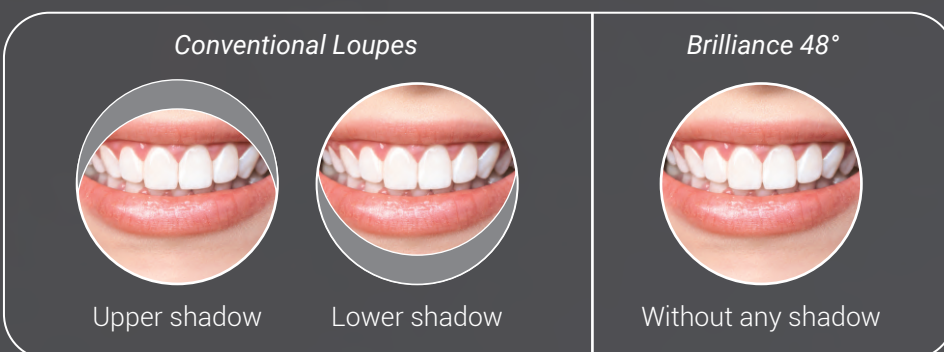 Conventional Loupes
Brilliance 48°
Upper shadow
Lower shadow
Without any shadow